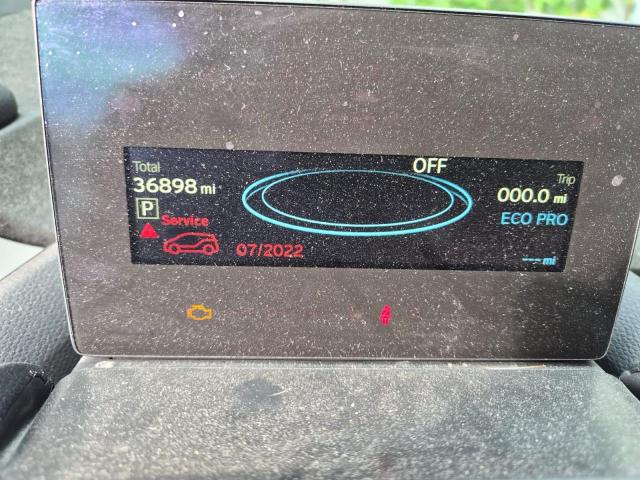 OFF
Total
36898 mi
Trip
000.0 mi
P
Service
ECO PRO
07/2022
--- mi